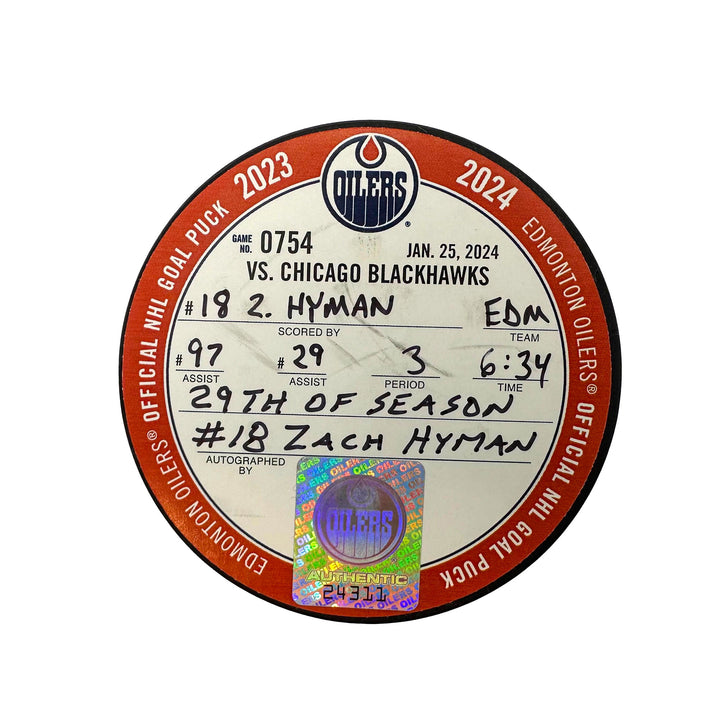 2023
2024
EDMONTON OILERS® OFFICIAL NHL GOAL PUCK
EDMONTON OILERS® OFFICIAL NHL GOAL PUCK
OILERS®
GAME NO. 0754
JAN. 25, 2024
VS. CHICAGO BLACKHAWKS
#18 Z. HYMAN EDM
SCORED BY TEAM
#97 #29 3 6:34
ASSIST ASSIST PERIOD TIME
29TH OF SEASON
#18 ZACH HYMAN
AUTOGRAPHED BY
OILERS
AUTHENTIC
24311